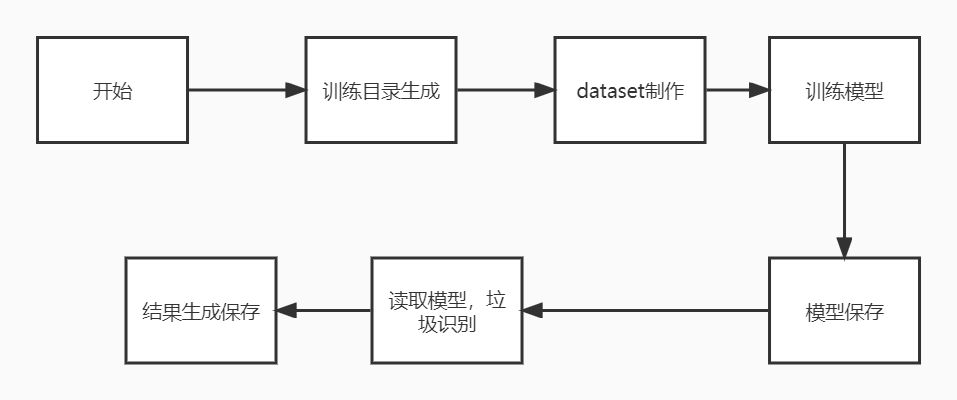 开始
训练目录生成
dataset制作
训练模型
结果生成保存
读取模型，垃
圾识别
模型保存